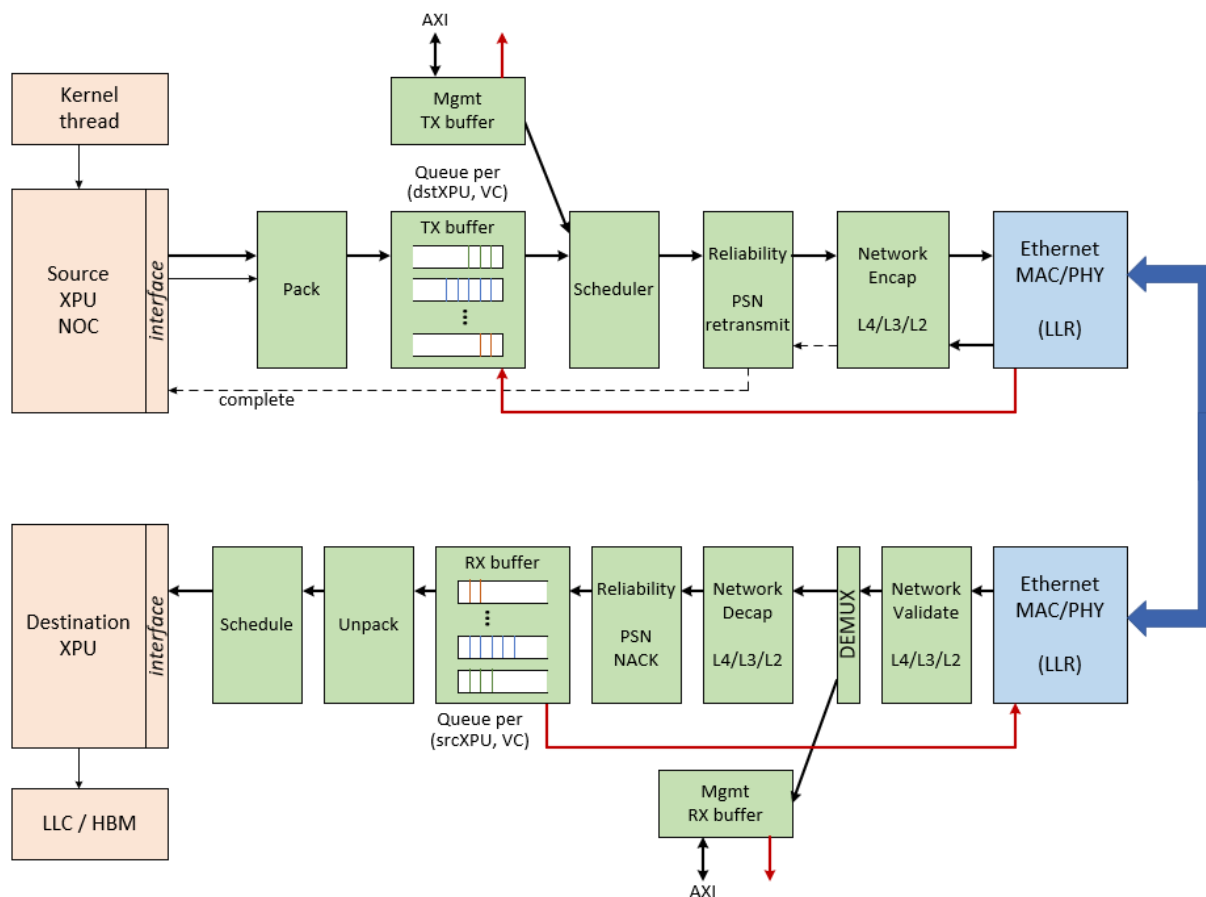 AXI
Kernel
thread
Mgmt
TX buffer
Queue per
(dstXPU, VC)
Source
XPU
NOC
interface
Pack
TX buffer
...
Scheduler
Reliability
PSN
retransmit
Network
Encap
L4/L3/L2
Ethernet
MAC/PHY
(LLR)
complete
Destination
XPU
interface
Schedule
Unpack
RX buffer
...
Queue per
(srcXPU, VC)
Reliability
PSN
NACK
Network
Decap
L4/L3/L2
DEMUX
Network
Validate
L4/L3/L2
Ethernet
MAC/PHY
(LLR)
LLC / HBM
Mgmt
RX buffer
AXI